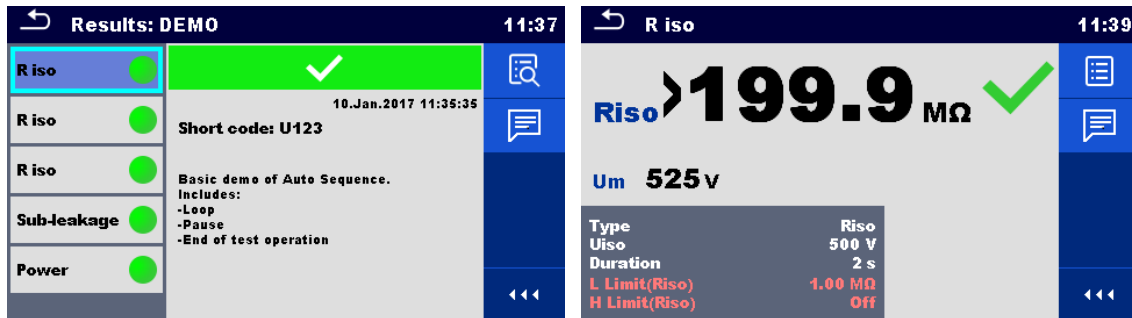 Results: DEMO 11:37
R iso
R iso
R iso
Sub-leakage
Power
10.Jan.2017 11:35:35
Short code: U123
Basic demo of Auto Sequence.
Includes:
-Loop
-Pause
-End of test operation
R iso 11:39
Riso >199.9 MΩ
Um 525 V
Type Riso
Uiso 500 V
Duration 2 s
L Limit(Riso) 1.00 MΩ
H Limit(Riso) Off